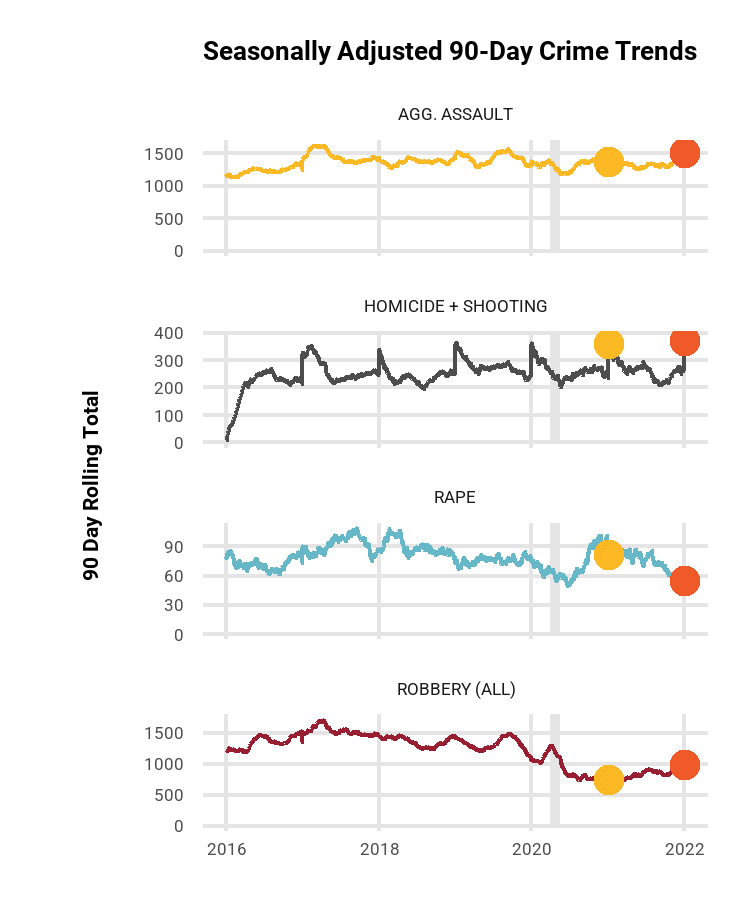 Seasonally Adjusted 90-Day Crime Trends
90 Day Rolling Total
AGG. ASSAULT
1500
1000
500
0
HOMICIDE + SHOOTING
400
300
200
100
0
RAPE
90
60
30
0
ROBBERY (ALL)
1500
1000
500
0
2016 2018 2020 2022